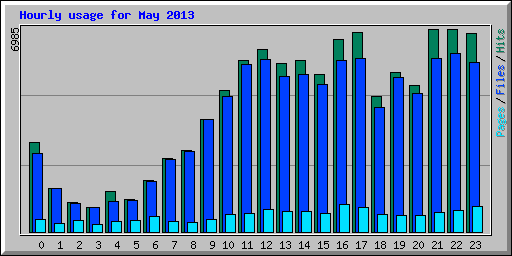 Hourly usage for May 2013
6985
Pages/Files/Hits
0 1 2 3 4 5 6 7 8 9 10 11 12 13 14 15 16 17 18 19 20 21 22 23